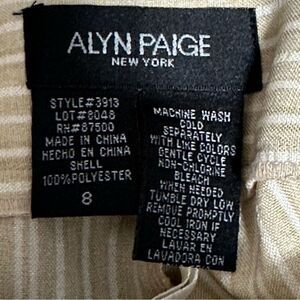 ALYN PAIGE
NEW YORK
STYLE#3913
LOT#8048
RN#87500
MADE IN CHINA
HECHO EN CHINA
SHELL
100%POLYESTER
8
MACHINE WASH
COLD
SEPARATELY
WITH LIKE COLORS
GENTLE CYCLE
NON-CHLORINE
BLEACH
WHEN NEEDED
TUMBLE DRY LOW
REMOVE PROMPTLY
COOL IRON IF
NECESSARY
LAVAR EN
LAVADORA CON